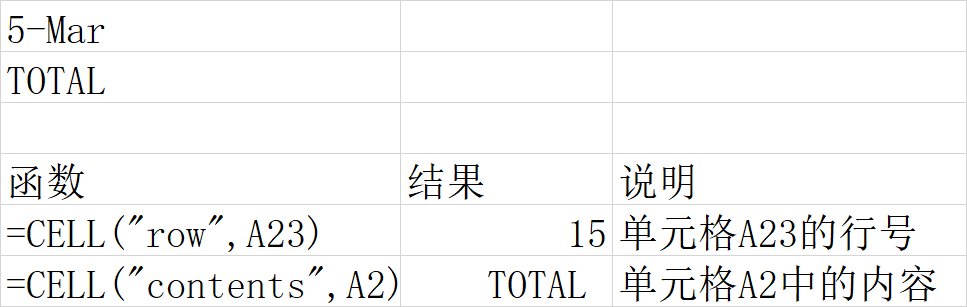 5-Mar
TOTAL
函数 结果 说明
=CELL("row",A23) 15 单元格A23的行号
=CELL("contents",A2) TOTAL 单元格A2中的内容